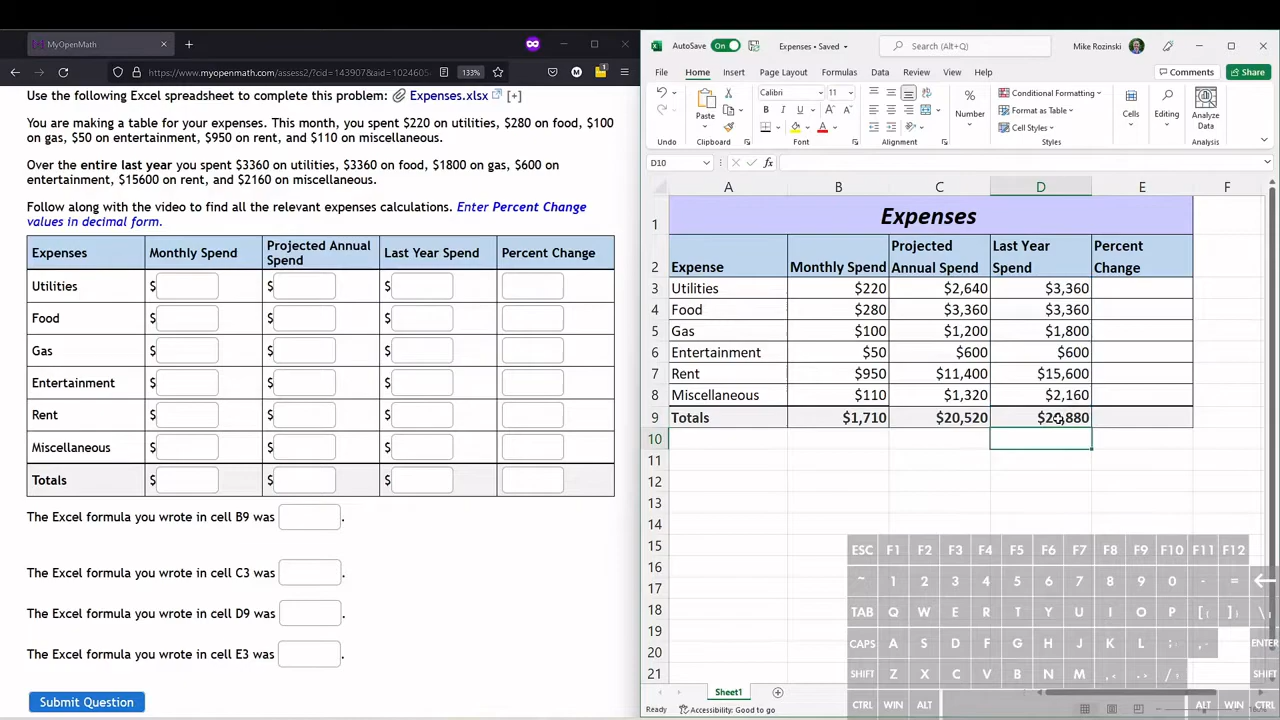 MyOpenMath
https://www.myopenmath.com/assess2/?cid=143907&aid=1024605
133%
Use the following Excel spreadsheet to complete this problem: Expenses.xlsx [+]
You are making a table for your expenses. This month, you spent $220 on utilities, $280 on food, $100
on gas, $50 on entertainment, $950 on rent, and $110 on miscellaneous.
Over the entire last year you spent $3360 on utilities, $3360 on food, $1800 on gas, $600 on
entertainment, $15600 on rent, and $2160 on miscellaneous.
Follow along with the video to find all the relevant expenses calculations. Enter Percent Change
values in decimal form.
Expenses Monthly Spend Projected Annual Spend Last Year Spend Percent Change
Utilities $ $ $
Food $ $ $
Gas $ $ $
Entertainment $ $ $
Rent $ $ $
Miscellaneous $ $ $
Totals $ $ $
The Excel formula you wrote in cell B9 was .
The Excel formula you wrote in cell C3 was .
The Excel formula you wrote in cell D9 was .
The Excel formula you wrote in cell E3 was .
Submit Question
AutoSave On Expenses • Saved Search (Alt+Q) Mike Rozinski
File Home Insert Page Layout Formulas Data Review View Help Comments Share
Calibri 11
Paste
B I U
Number
Conditional Formatting
Format as Table
Cell Styles
Cells
Editing
Analyze
Data
Undo Clipboard Font Alignment Styles Analysis
D10 fx
A B C D E F
1 Expenses
2 Expense Monthly Spend Projected Annual Spend Last Year Spend Percent Change
3 Utilities $220 $2,640 $3,360
4 Food $280 $3,360 $3,360
5 Gas $100 $1,200 $1,800
6 Entertainment $50 $600 $600
7 Rent $950 $11,400 $15,600
8 Miscellaneous $110 $1,320 $2,160
9 Totals $1,710 $20,520
10
11
12
13
14
15
16
17
18
19
20
21
ESC F1 F2 F3 F4 F5 F6 F7 F8 F9 F10 F11 F12
~ 1 2 3 4 5 6 7 8 9 0 - =
TAB Q W E R T Y U I O P [ ] \
CAPS A S D F G H J K L ; , ENTER
SHIFT Z X C V B N M , . / SHIFT
CTRL WIN ALT ALT WIN CTRL
Sheet1
Ready Accessibility: Good to go